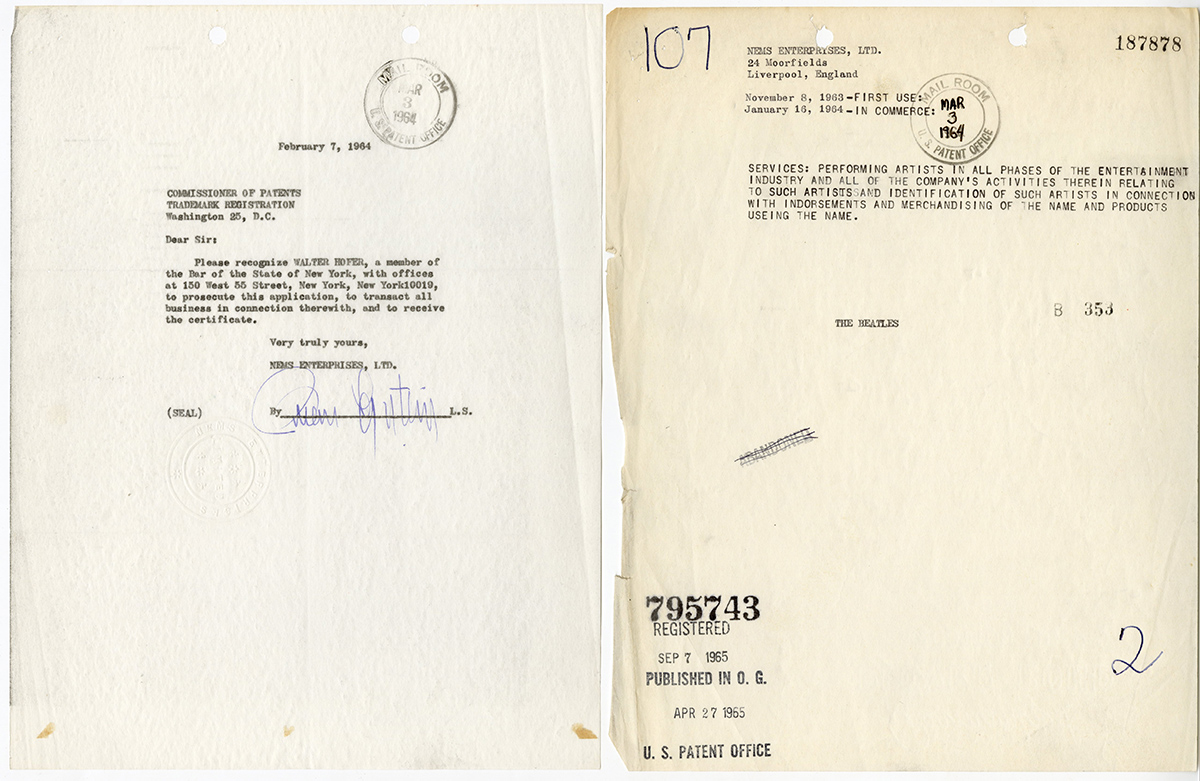 MAIL ROOM
MAR
3
1964
U. S. PATENT OFFICE
February 7, 1964
COMMISSIONER OF PATENTS
TRADEMARK REGISTRATION
Washington 25, D.C.
Dear Sir:
Please recognize WALTER HOFER, a member of
the Bar of the State of New York, with offices
at 150 West 55 Street, New York, New York10019,
to prosecute this application, to transact all
business in connection therewith, and to receive
the certificate.
Very truly yours,
NEMS ENTERPRISES, LTD.
(SEAL) By L.S.
107
187878
NEMS ENTERPRISES, LTD.
24 Moorfields
Liverpool, England
November 8, 1963-FIRST USE:
January 16, 1964-IN COMMERCE:
MAIL ROOM
MAR
3
1964
U. S. PATENT OFFICE
SERVICES: PERFORMING ARTISTS IN ALL PHASES OF THE ENTERTAINMENT
INDUSTRY AND ALL OF THE COMPANY'S ACTIVITIES THEREIN RELATING
TO SUCH ARTISTS AND IDENTIFICATION OF SUCH ARTISTS IN CONNECTION
WITH INDORSEMENTS AND MERCHANDISING OF THE NAME AND PRODUCTS
USEING THE NAME.
B 353
THE BEATLES
795743
REGISTERED
SEP 7 1965
PUBLISHED IN O. G.
APR 27 1965
U. S. PATENT OFFICE
2